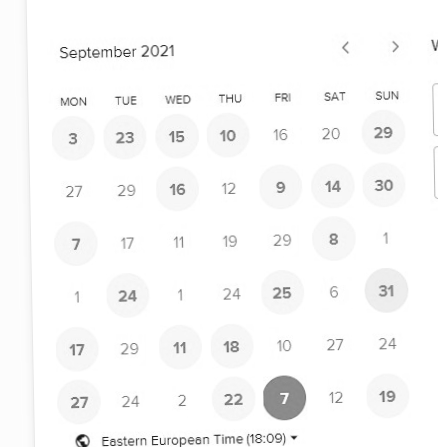 September 2021
MON TUE WED THU FRI SAT SUN
3 23 15 10 16 20 29
27 29 16 12 9 14 30
7 17 11 19 29 8 1
1 24 1 24 25 6 31
17 29 11 18 10 27 24
27 24 2 22 7 12 19
Eastern European Time (18:09)